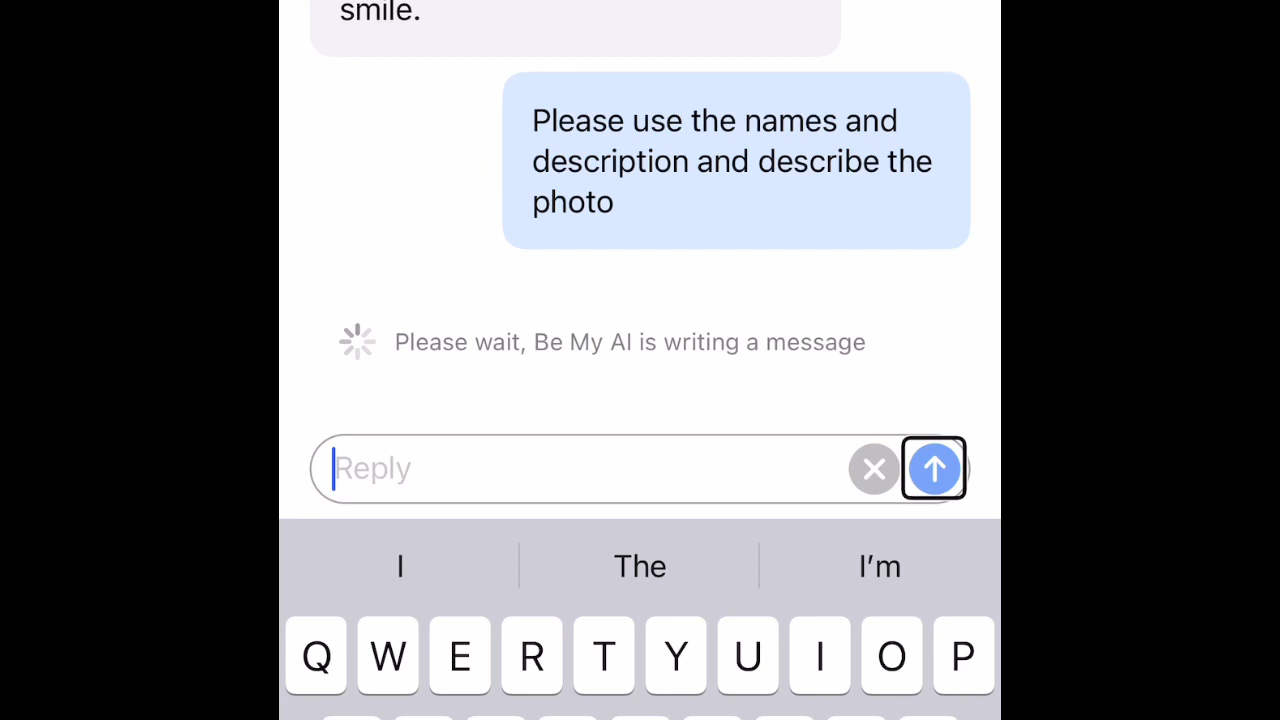 smile.
Please use the names and
description and describe the
photo
Please wait, Be My AI is writing a message
Reply
I The I’m
Q W E R T Y U I O P